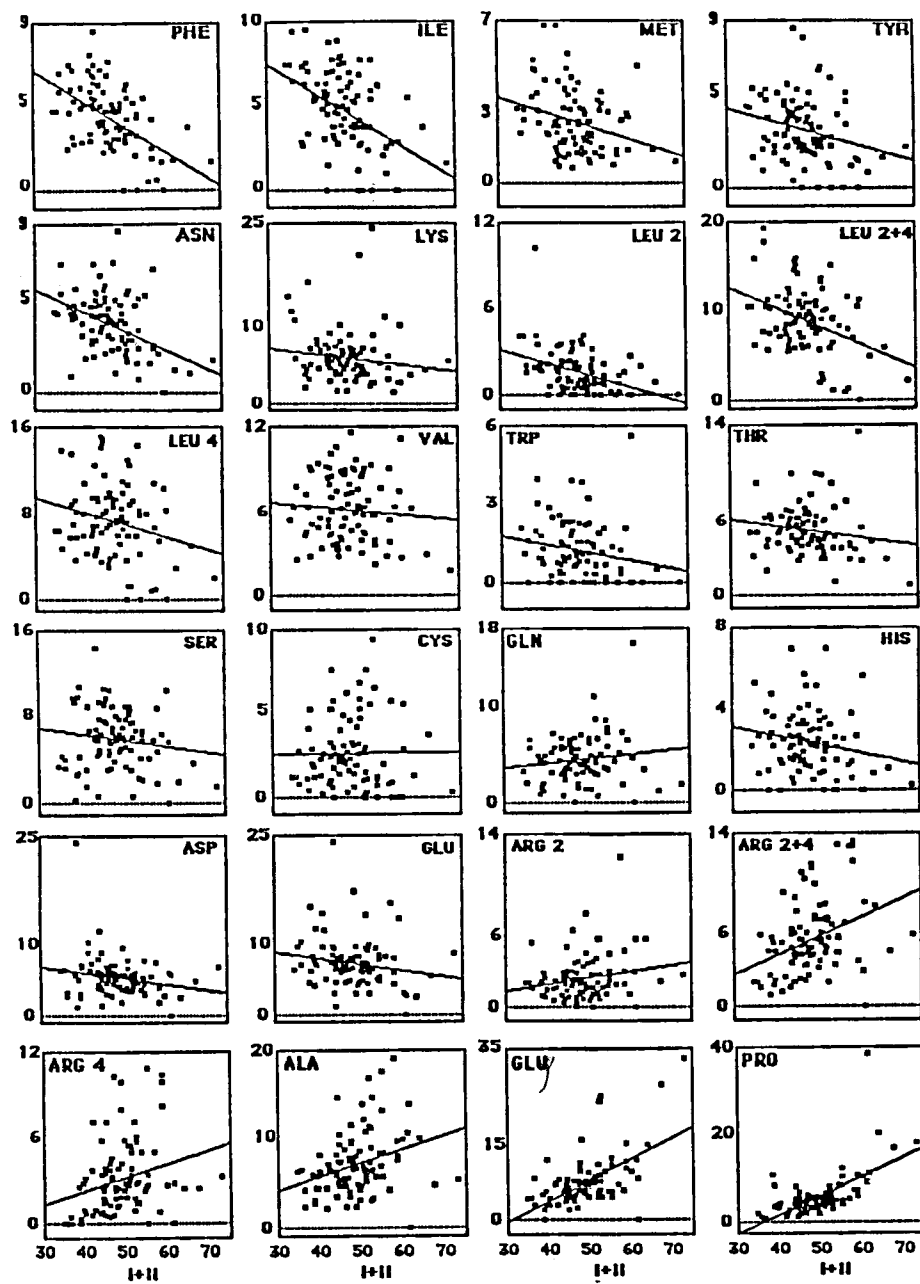 PHE ILE MET TYR
9 10 7 9
5 5 3 5
0 0 0 0
ASN LYS LEU 2 LEU 2+4
9 25 12 20
5 10 6 10
0 0 0 0
LEU 4 VAL TRP THR
16 12 6 14
8 6 3 6
0 0 0 0
SER CYS GLN HIS
16 10 18 8
8 5 8 4
0 0 0 0
ASP GLU ARG 2 ARG 2+4
25 25 14 14
10 10 6 6
0 0 0 0
ARG 4 ALA GLU PRO
12 20 35 40
6 10 15 20
0 0 0 0
30 40 50 60 70 30 40 50 60 70 30 40 50 60 70 30 40 50 60 70
I+II I+II I+II I+II